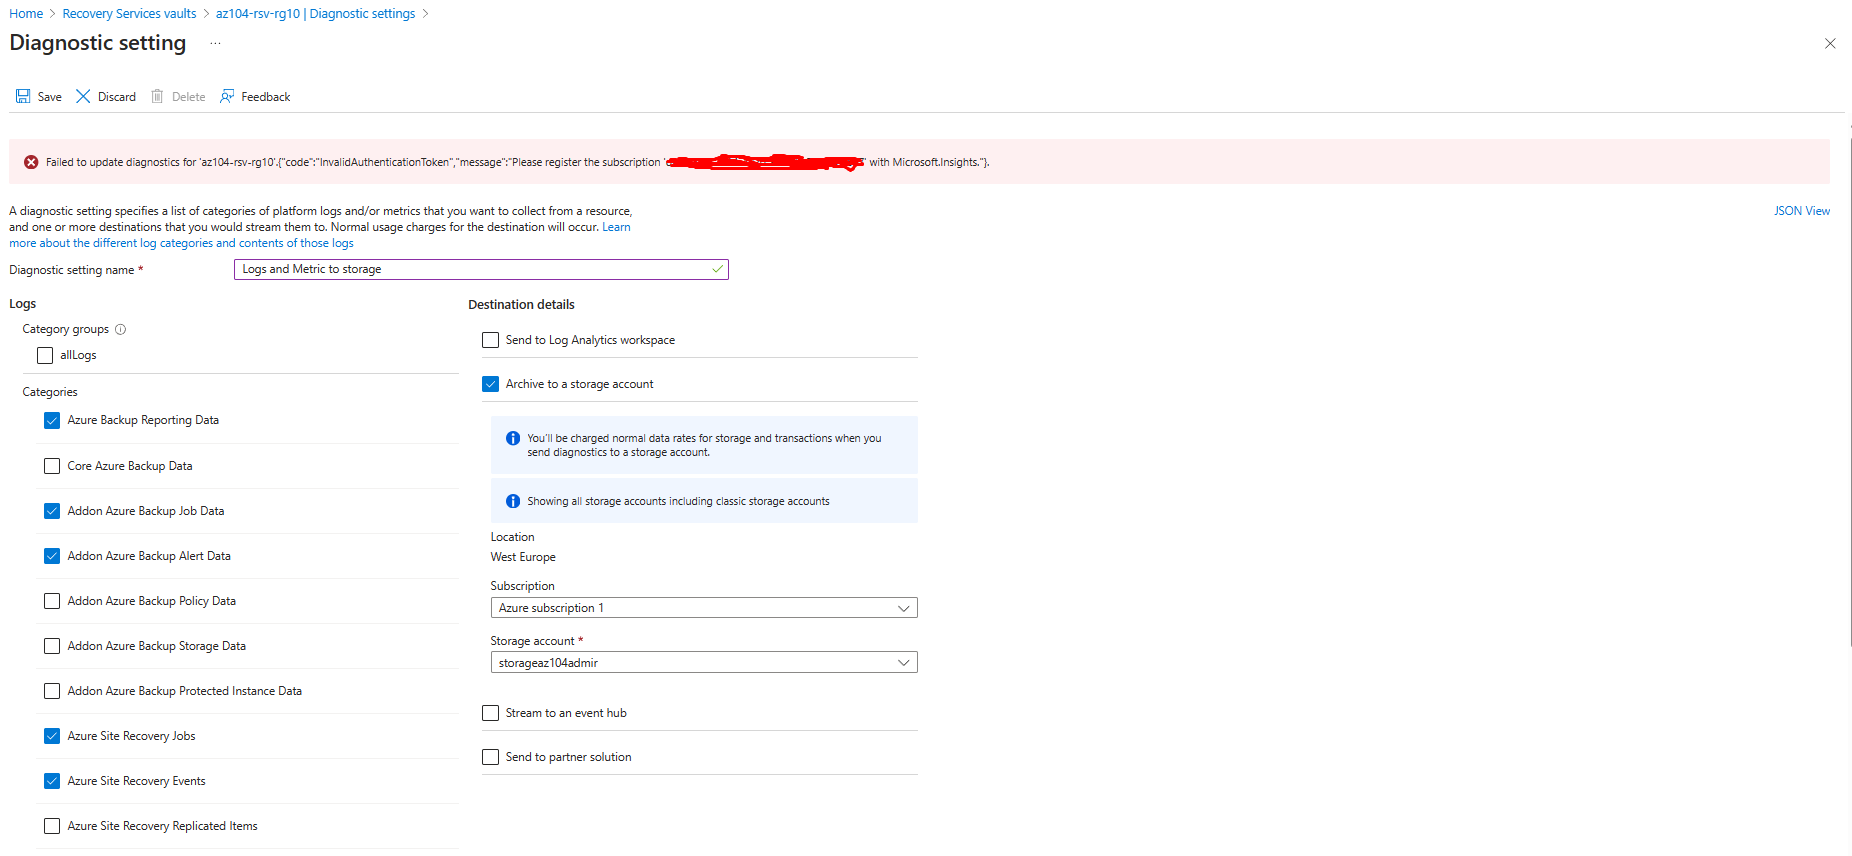 Home > Recovery Services vaults > az104-rsv-rg10 | Diagnostic settings >
Diagnostic setting ...
Save Discard Delete Feedback
Failed to update diagnostics for 'az104-rsv-rg10'.{"code":"InvalidAuthenticationToken","message":"Please register the subscription ' ' with Microsoft.Insights."}.
A diagnostic setting specifies a list of categories of platform logs and/or metrics that you want to collect from a resource,
and one or more destinations that you would stream them to. Normal usage charges for the destination will occur. Learn
more about the different log categories and contents of those logs
JSON View
Diagnostic setting name *
Logs and Metric to storage
Logs
Category groups
allLogs
Categories
Azure Backup Reporting Data
Core Azure Backup Data
Addon Azure Backup Job Data
Addon Azure Backup Alert Data
Addon Azure Backup Policy Data
Addon Azure Backup Storage Data
Addon Azure Backup Protected Instance Data
Azure Site Recovery Jobs
Azure Site Recovery Events
Azure Site Recovery Replicated Items
Destination details
Send to Log Analytics workspace
Archive to a storage account
You'll be charged normal data rates for storage and transactions when you
send diagnostics to a storage account.
Showing all storage accounts including classic storage accounts
Location
West Europe
Subscription
Azure subscription 1
Storage account *
storageaz104admir
Stream to an event hub
Send to partner solution